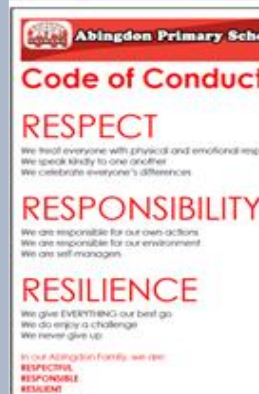 Abingdon Primary Sch
Code of Conduct
RESPECT
We treat everyone with physical and emotional resp
We speak kindly to one another
We celebrate everyone's differences
RESPONSIBILITY
We are responsible for our own actions
We are responsible for our environment
We are self-managers
RESILIENCE
We give EVERYTHING our best go
We do enjoy a challenge
We never give up
In our Abingdon Family, we are:
RESPECTFUL
RESPONSIBLE
RESILIENT